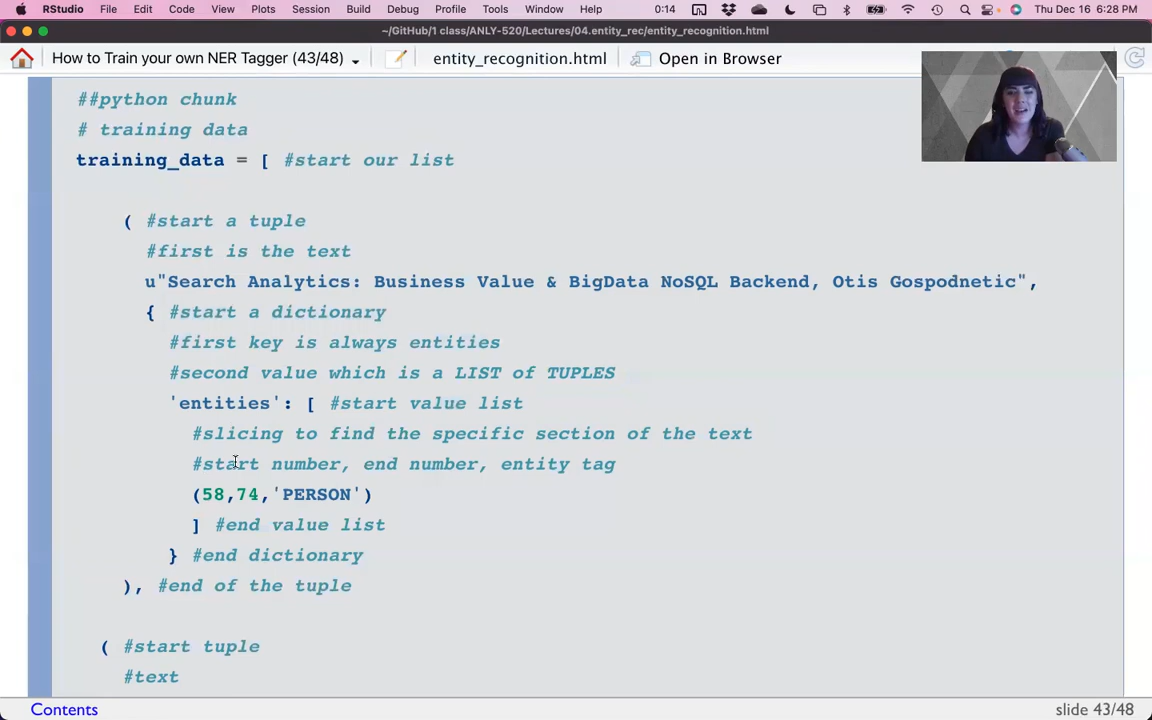 RStudio File Edit Code View Plots Session Build Debug Profile Tools Window Help 0:14 Thu Dec 16 6:28 PM
~/GitHub/1 class/ANLY-520/Lectures/04.entity_rec/entity_recognition.html
How to Train your own NER Tagger (43/48) entity_recognition.html Open in Browser
##python chunk
# training data
training_data = [ #start our list
( #start a tuple
#first is the text
u"Search Analytics: Business Value & BigData NoSQL Backend, Otis Gospodnetic",
{ #start a dictionary
#first key is always entities
#second value which is a LIST of TUPLES
'entities': [ #start value list
#slicing to find the specific section of the text
#start number, end number, entity tag
(58,74,'PERSON')
] #end value list
} #end dictionary
), #end of the tuple
( #start tuple
#text
Contents slide 43/48